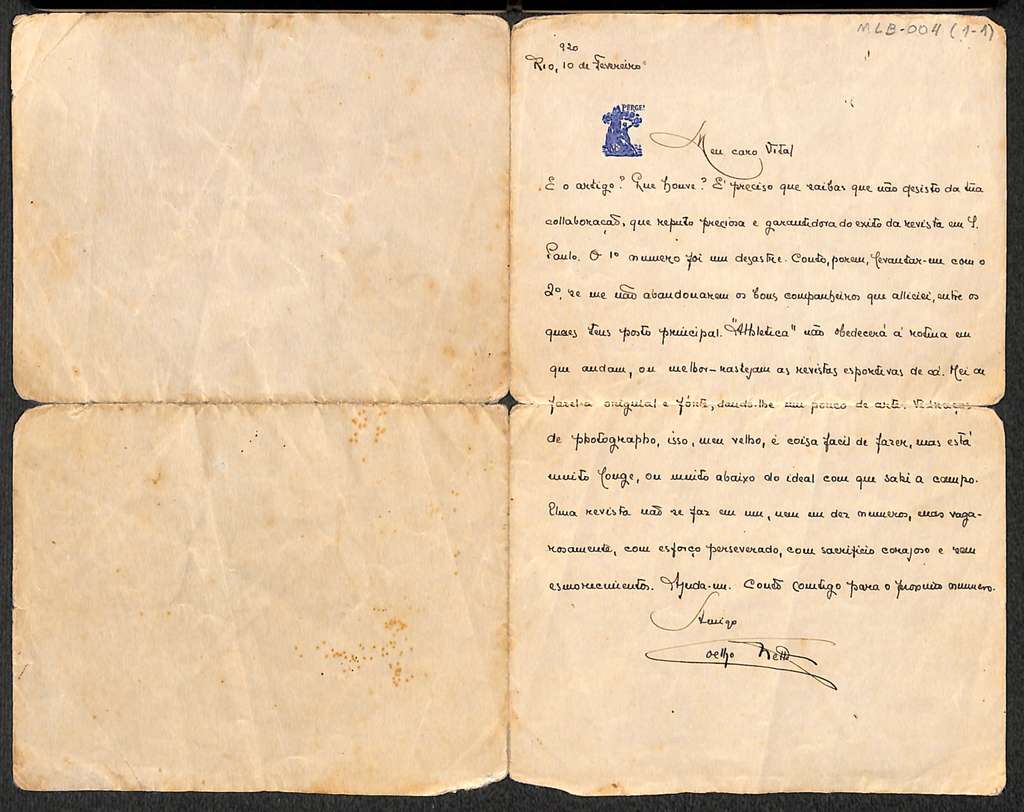 MLB-004 (1-1)
920
Rio, 10 de Fevereiro
PERGE!
Meu caro Vital
E o artigo? Que houve? E' preciso que saibas que não desisto da tua
collaboração, que reputo preciosa e garantidora do exito da revista em S.
Paulo. O 1º numero foi um desastre. Conto, porem, levantar-me com o
2º, se me não abandonarem os bons companheiros que alliciei, entre os
quaes tens posto principal. "Athletica" não obedecerá á rotina em
que andam, ou melhor-rastejam as revistas esportivas de cá. Hei de
fazel-a original e forte, dando-lhe um pouco de arte.
de photographo, isso, meu velho, é coisa facil de fazer, mas está
muito longe, ou muito abaixo do ideal com que sahi a campo.
Uma revista não se faz em um, nem em dez numeros, mas vaga-
rosamente, com esforço perseverado, com sacrificio corajoso e sem
esmorecimentos. Ajuda-me. Conto comtigo para o proximo numero.
Amigo
Coelho Netto